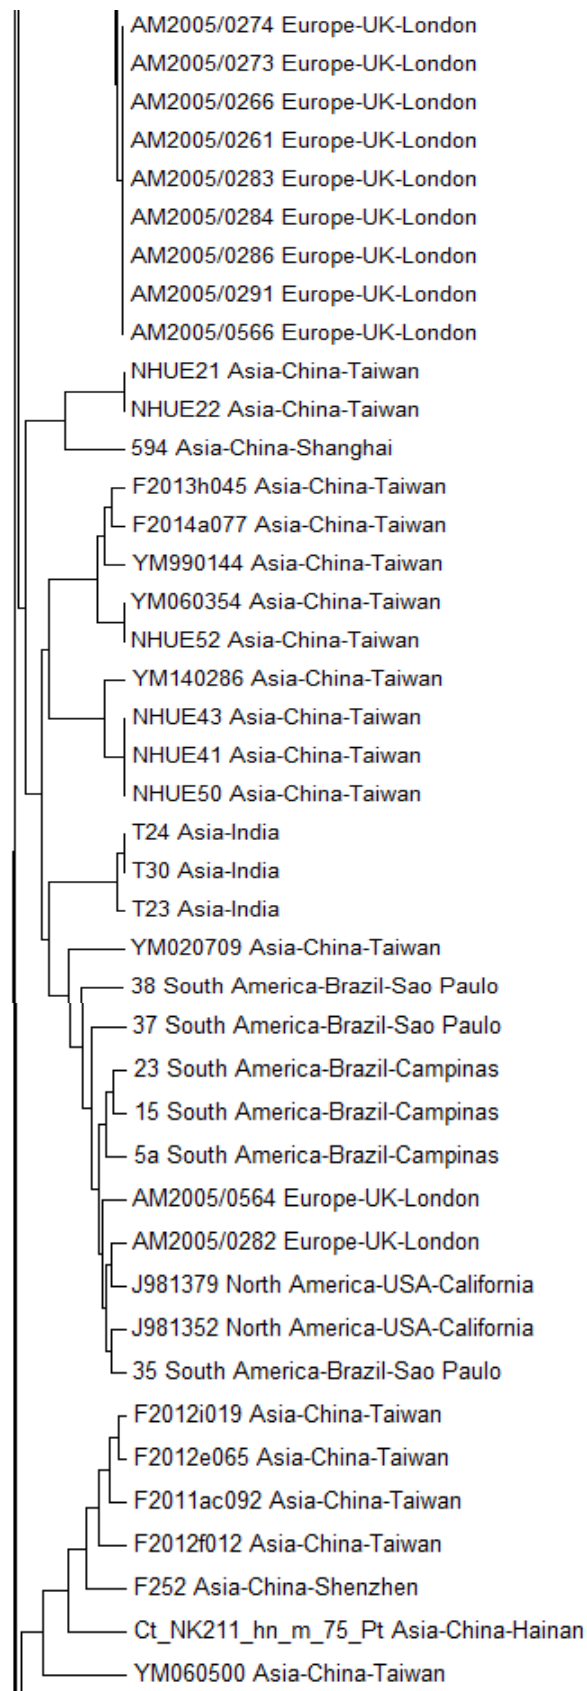 AM2005/0274 Europe-UK-London
AM2005/0273 Europe-UK-London
AM2005/0266 Europe-UK-London
AM2005/0261 Europe-UK-London
AM2005/0283 Europe-UK-London
AM2005/0284 Europe-UK-London
AM2005/0286 Europe-UK-London
AM2005/0291 Europe-UK-London
AM2005/0566 Europe-UK-London
NHUE21 Asia-China-Taiwan
NHUE22 Asia-China-Taiwan
594 Asia-China-Shanghai
F2013h045 Asia-China-Taiwan
F2014a077 Asia-China-Taiwan
YM990144 Asia-China-Taiwan
YM060354 Asia-China-Taiwan
NHUE52 Asia-China-Taiwan
YM140286 Asia-China-Taiwan
NHUE43 Asia-China-Taiwan
NHUE41 Asia-China-Taiwan
NHUE50 Asia-China-Taiwan
T24 Asia-India
T30 Asia-India
T23 Asia-India
YM020709 Asia-China-Taiwan
38 South America-Brazil-Sao Paulo
37 South America-Brazil-Sao Paulo
23 South America-Brazil-Campinas
15 South America-Brazil-Campinas
5a South America-Brazil-Campinas
AM2005/0564 Europe-UK-London
AM2005/0282 Europe-UK-London
J981379 North America-USA-California
J981352 North America-USA-California
35 South America-Brazil-Sao Paulo
F2012i019 Asia-China-Taiwan
F2012e065 Asia-China-Taiwan
F2011ac092 Asia-China-Taiwan
F2012f012 Asia-China-Taiwan
F252 Asia-China-Shenzhen
Ct_NK211_hn_m_75_Pt Asia-China-Hainan
YM060500 Asia-China-Taiwan